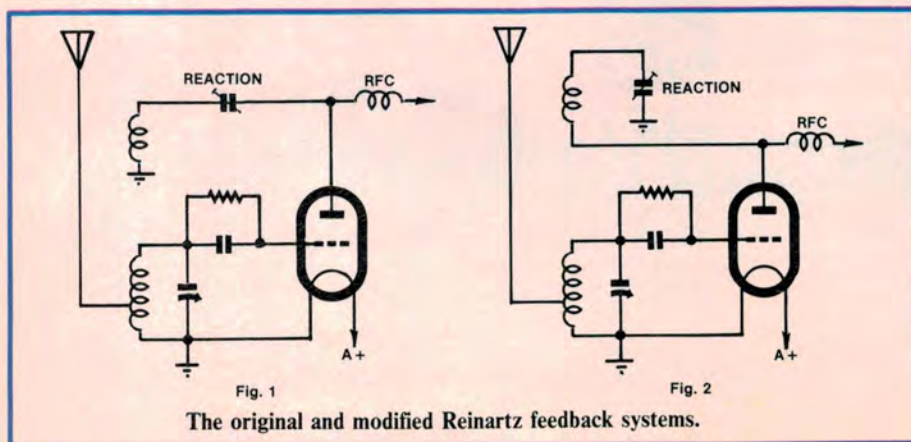 REACTION
RFC
A+
Fig. 1
REACTION
RFC
A+
Fig. 2
The original and modified Reinartz feedback systems.